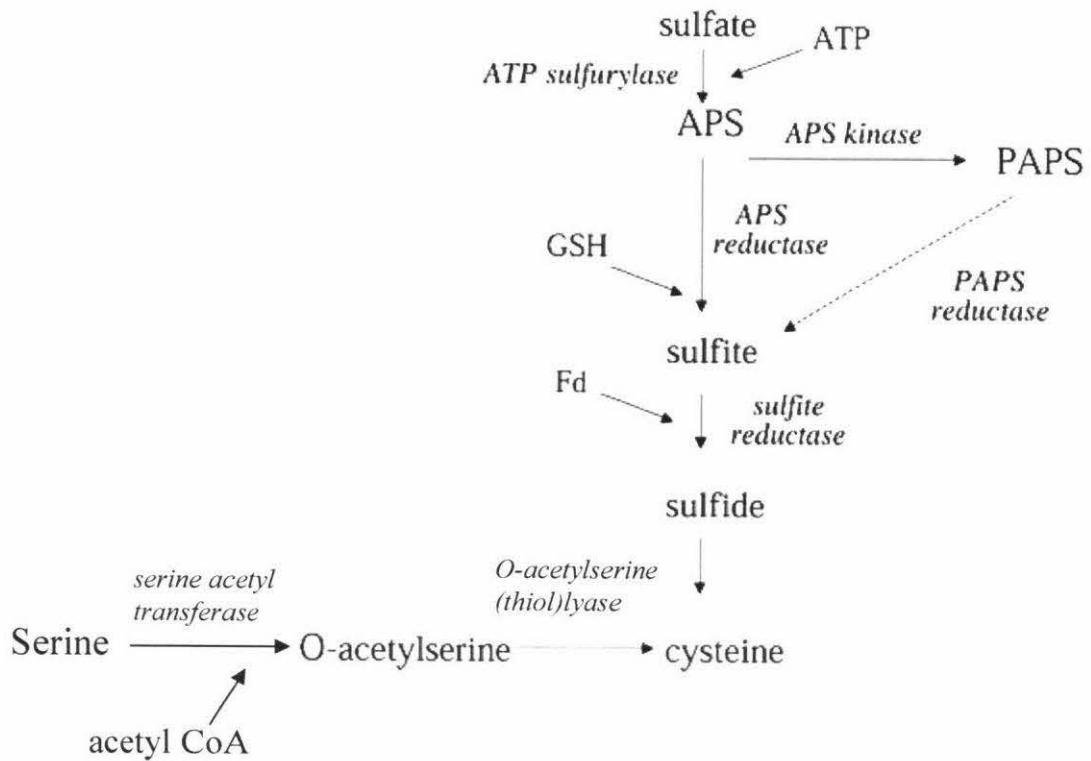 sulfate
ATP
ATP sulfurylase
APS
APS kinase
PAPS
APS
reductase
GSH
PAPS
reductase
sulfite
Fd
sulfite
reductase
sulfide
serine acetyl
transferase
O-acetylserine
(thiol)lyase
Serine
O-acetylserine
cysteine
acetyl CoA